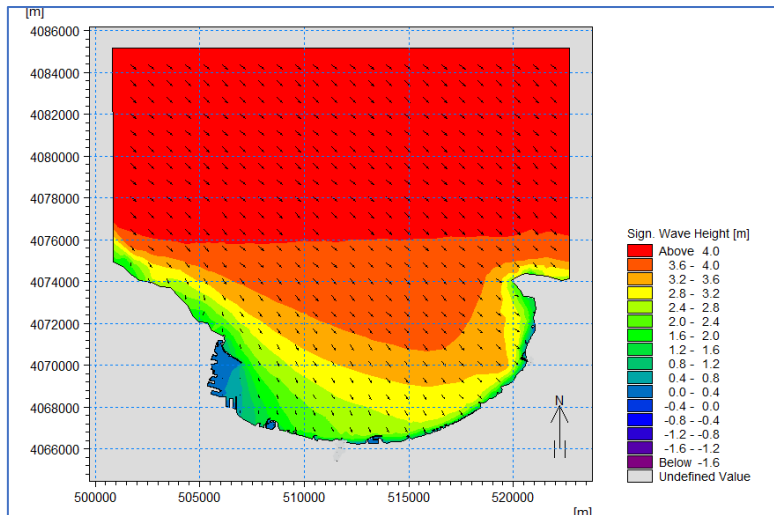 [m]
4086000
4084000
4082000
4080000
4078000
4076000
4074000
4072000
4070000
4068000
4066000
500000 505000 510000 515000 520000
[m]
N
Sign. Wave Height [m]
Above 4.0
3.6 - 4.0
3.2 - 3.6
2.8 - 3.2
2.4 - 2.8
2.0 - 2.4
1.6 - 2.0
1.2 - 1.6
0.8 - 1.2
0.4 - 0.8
0.0 - 0.4
-0.4 - 0.0
-0.8 - -0.4
-1.2 - -0.8
-1.6 - -1.2
Below -1.6
Undefined Value